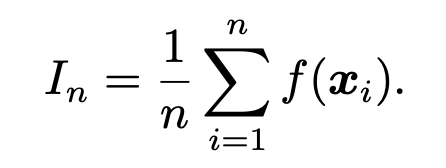 $I_n = \frac{1}{n} \sum_{i=1}^{n} f(\boldsymbol{x}_i).$